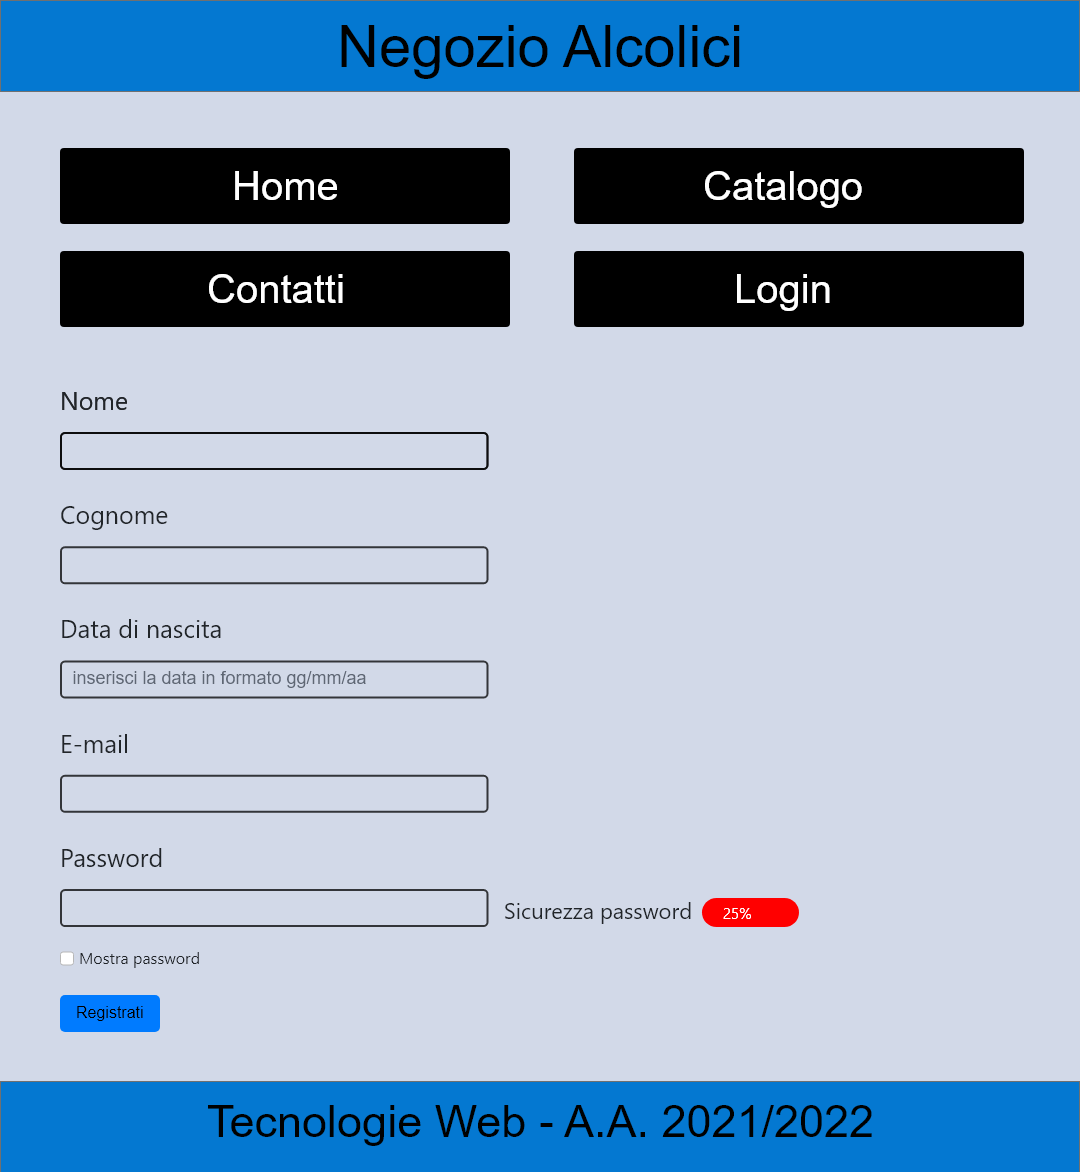 Negozio Alcolici
Home
Catalogo
Contatti
Login
Nome
Cognome
Data di nascita
inserisci la data in formato gg/mm/aa
E-mail
Password
Sicurezza password 25%
Mostra password
Registrati
Tecnologie Web - A.A. 2021/2022